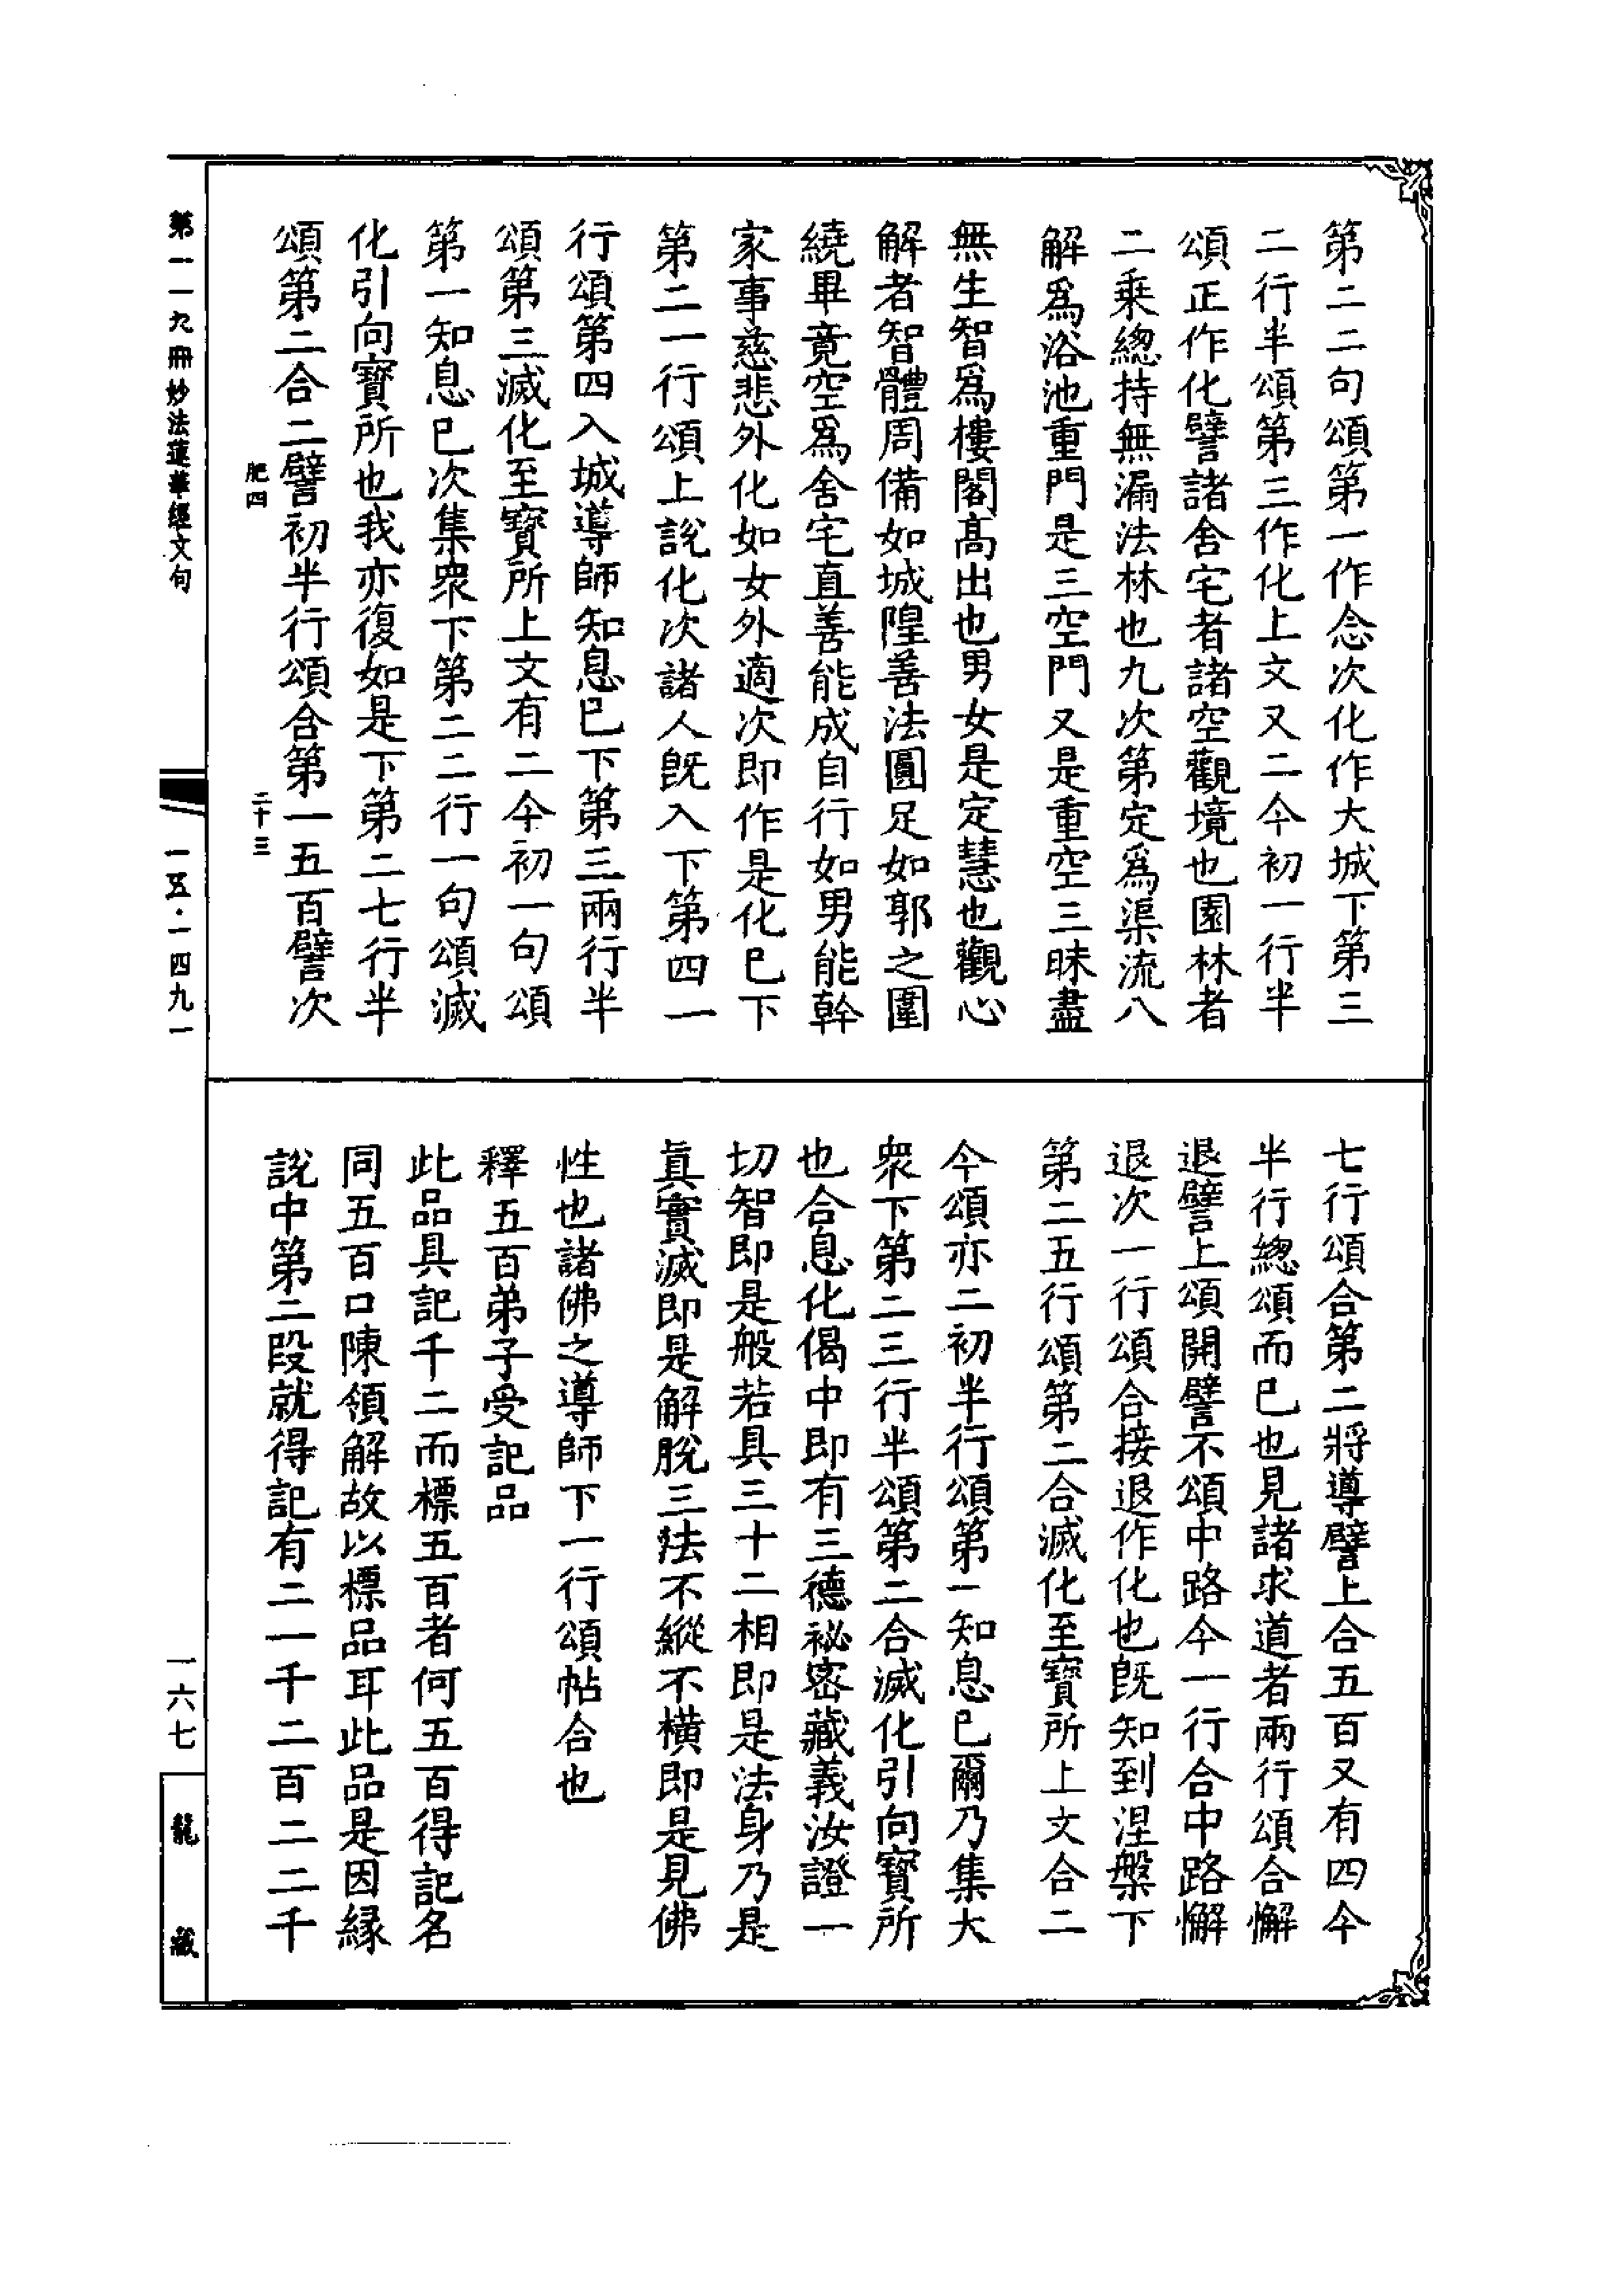 第二二句頌第一作念次化作大城下第三
二行半頌第三作化上文又二今初一行半
頌正作化譬諸舍宅者諸空觀境也園林者
二乘總持無漏法林也九次第定爲渠流八
解爲浴池重門是三空門又是重空三昧盡
無生智爲樓閣高出也男女是定慧也觀心
解者智體周備如城隍善法圓足如郭之圍
繞畢竟空爲舍宅直善能成自行如男能幹
家事慈悲外化如女外適次即作是化已下
第二一行頌上說化次諸人旣入下第四一
行頌第四入城導師知息已下第三兩行半
頌第三滅化至寶所上文有二今初一句頌
第一知息已次集衆下第二二行一句頌滅
化引向寶所也我亦復如是下第二七行半
頌第二合二譬初半行頌含第一五百譬次
肥四
二十三
七行頌合第二將導譬上合五百又有四今
半行總頌而已也見諸求道者兩行頌合懈
退譬上頌開譬不頌中路今一行合中路懈
退次一行頌合接退作化也旣知到涅槃下
第二五行頌第二合滅化至寶所上文合二
今頌亦二初半行頌第一知息已爾乃集大
衆下第二三行半頌第二合滅化引向寶所
也合息化偈中即有三德祕密藏義汝證一
切智即是般若具三十二相即是法身乃是
眞實滅即是解脫三法不縱不橫即是見佛
性也諸佛之導師下一行頌帖合也
釋五百弟子受記品
此品具記千二而標五百者何五百得記名
同五百口陳領解故以標品耳此品是因緣
說中第二段就得記有二一千二百二二千
第一一九冊妙法蓮華經文句
一五·一四九一
一六七
龍藏